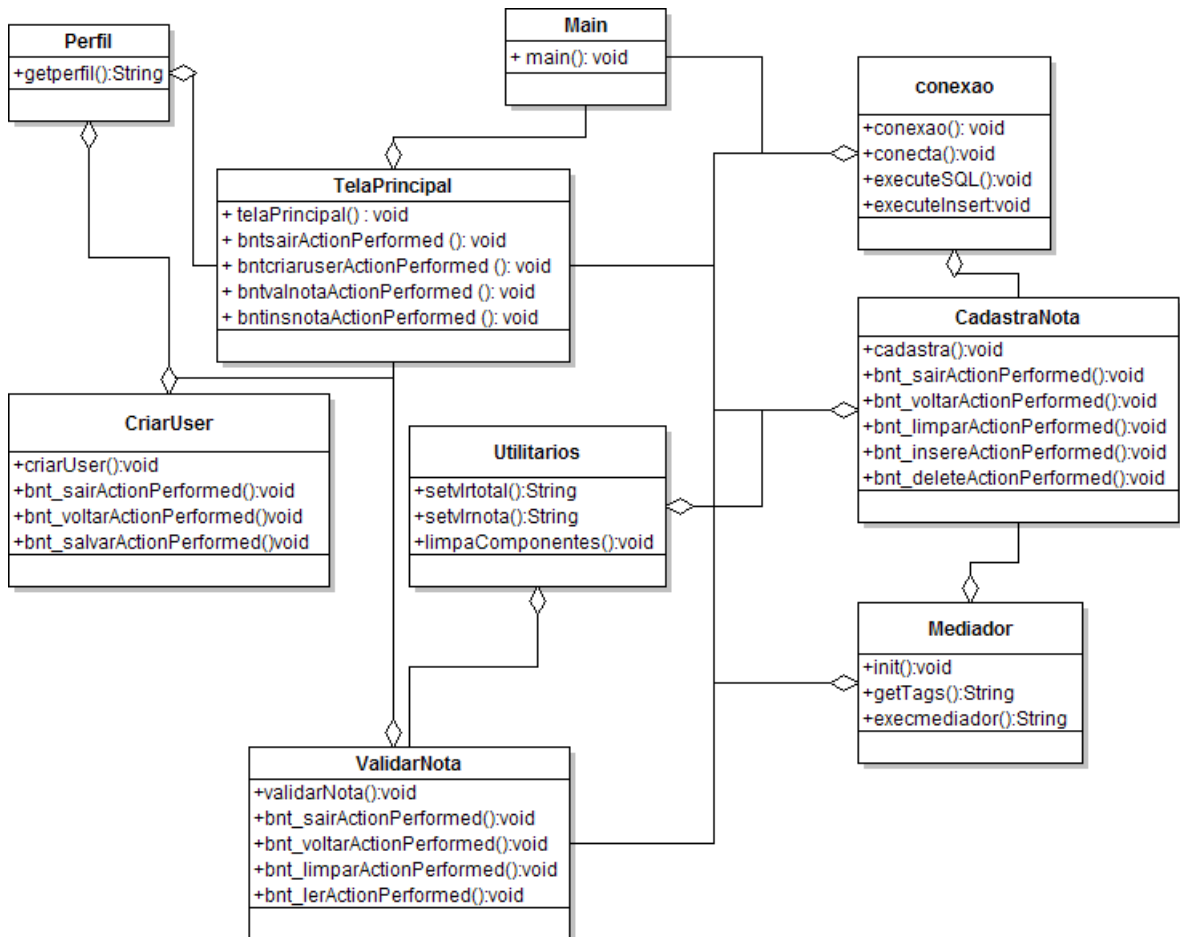 Perfil
+getperfil():String
Main
+ main(): void
conexao
+conexao(): void
+conecta():void
+executeSQL():void
+executeInsert:void
TelaPrincipal
+ telaPrincipal() : void
+ bntsairActionPerformed (): void
+ bntcriaruserActionPerformed (): void
+ bntvalnotaActionPerformed (): void
+ bntinsnotaActionPerformed (): void
CadastraNota
+cadastra():void
+bnt_sairActionPerformed():void
+bnt_voltarActionPerformed():void
+bnt_limparActionPerformed():void
+bnt_insereActionPerformed():void
+bnt_deleteActionPerformed():void
CriarUser
+criarUser():void
+bnt_sairActionPerformed():void
+bnt_voltarActionPerformed()void
+bnt_salvarActionPerformed()void
Utilitarios
+setvlrtotal():String
+setvlrnota():String
+limpaComponentes():void
Mediador
+init():void
+getTags():String
+execmediador():String
ValidarNota
+validarNota():void
+bnt_sairActionPerformed():void
+bnt_voltarActionPerformed():void
+bnt_limparActionPerformed():void
+bnt_lerActionPerformed():void